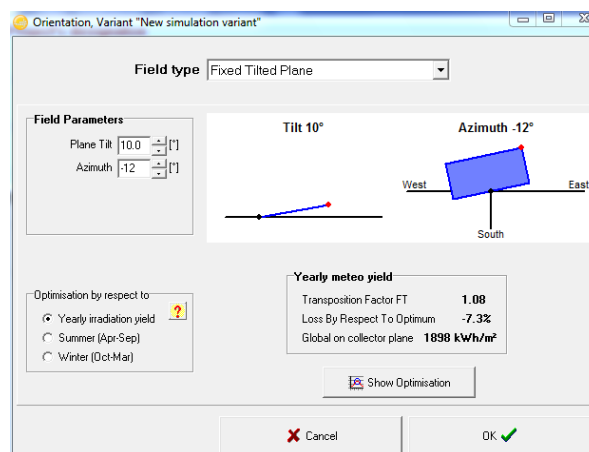 Orientation, Variant "New simulation variant"
Field type Fixed Tilted Plane
Field Parameters
Plane Tilt 10.0 [°]
Azimuth -12 [°]
Tilt 10°
Azimuth -12°
West
East
South
Optimisation by respect to
Yearly irradiation yield
?
Summer (Apr-Sep)
Winter (Oct-Mar)
Yearly meteo yield
Transposition Factor FT 1.08
Loss By Respect To Optimum -7.3%
Global on collector plane 1898 kWh/m²
Show Optimisation
Cancel
OK